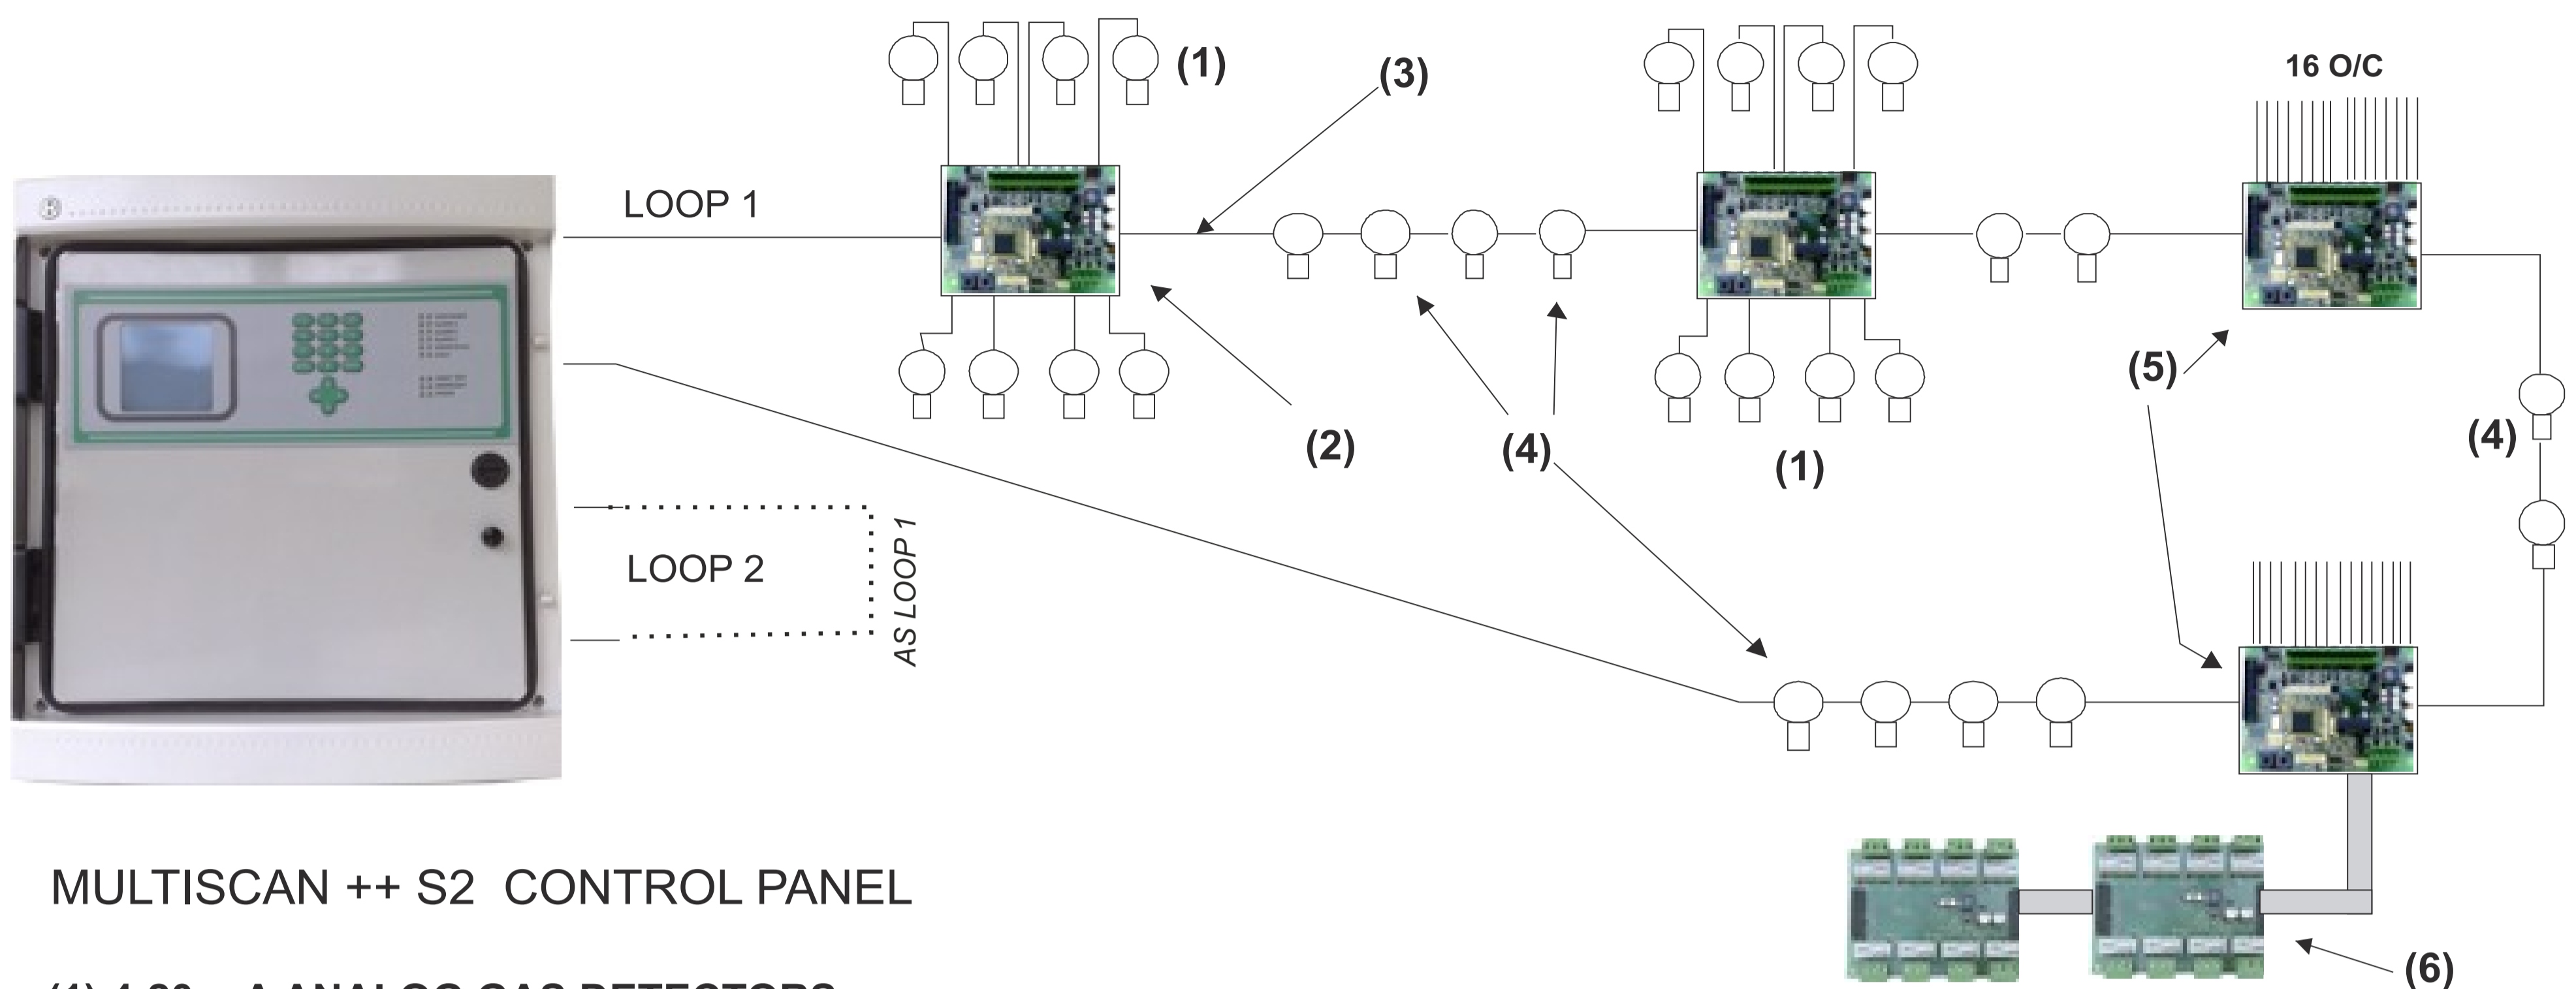 (1)
(3)
16 O/C
LOOP 1
(5)
(4)
(2)
(4)
(1)
LOOP 2
AS LOOP 1
MULTISCAN ++ S2 CONTROL PANEL
(6)